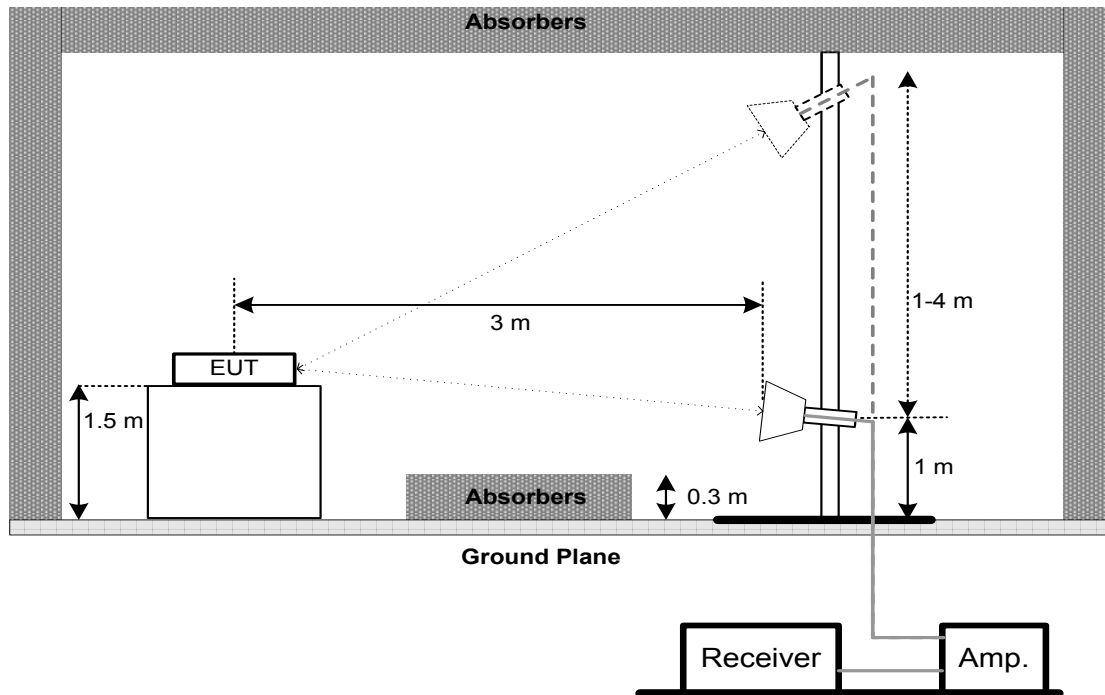 Absorbers
1-4 m
3 m
EUT
1.5 m
1 m
Absorbers
0.3 m
Ground Plane
Receiver
Amp.